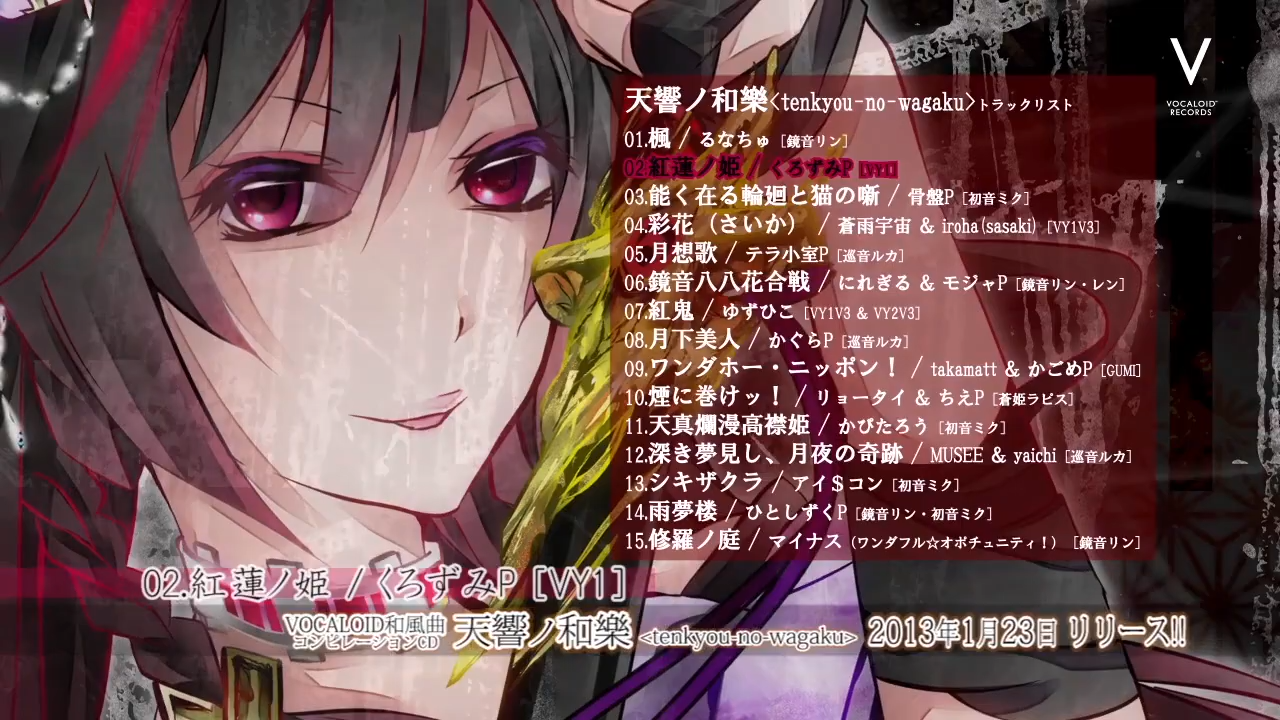 V
VOCALOID™
RECORDS
天響ノ和樂<tenkyou-no-wagaku>トラックリスト
01.楓 / るなちゅ [鏡音リン]
02.紅蓮ノ姫 / くろずみP [VY1]
03.能く在る輪廻と猫の噺 / 骨盤P [初音ミク]
04.彩花（さいか） / 蒼雨宇宙 & iroha(sasaki) [VY1V3]
05.月想歌 / テラ小室P [巡音ルカ]
06.鏡音八八花合戦 / にれぎる & モジャP [鏡音リン・レン]
07.紅鬼 / ゆずひこ [VY1V3 & VY2V3]
08.月下美人 / かぐらP [巡音ルカ]
09.ワンダホー・ニッポン！ / takamatt & かごめP [GUMI]
10.煙に巻けッ！ / リョータイ & ちえP [蒼姫ラピス]
11.天真爛漫高襟姫 / かびたろう [初音ミク]
12.深き夢見し、月夜の奇跡 / MUSEE & yaichi [巡音ルカ]
13.シキザクラ / アイ＄コン [初音ミク]
14.雨夢楼 / ひとしずくP [鏡音リン・初音ミク]
15.修羅ノ庭 / マイナス（ワンダフル☆オポチュニティ！） [鏡音リン]
02.紅蓮ノ姫 / くろずみP [VY1]
VOCALOID和風曲
コンピレーションCD
天響ノ和樂 <tenkyou-no-wagaku> 2013年1月23日 リリース!!